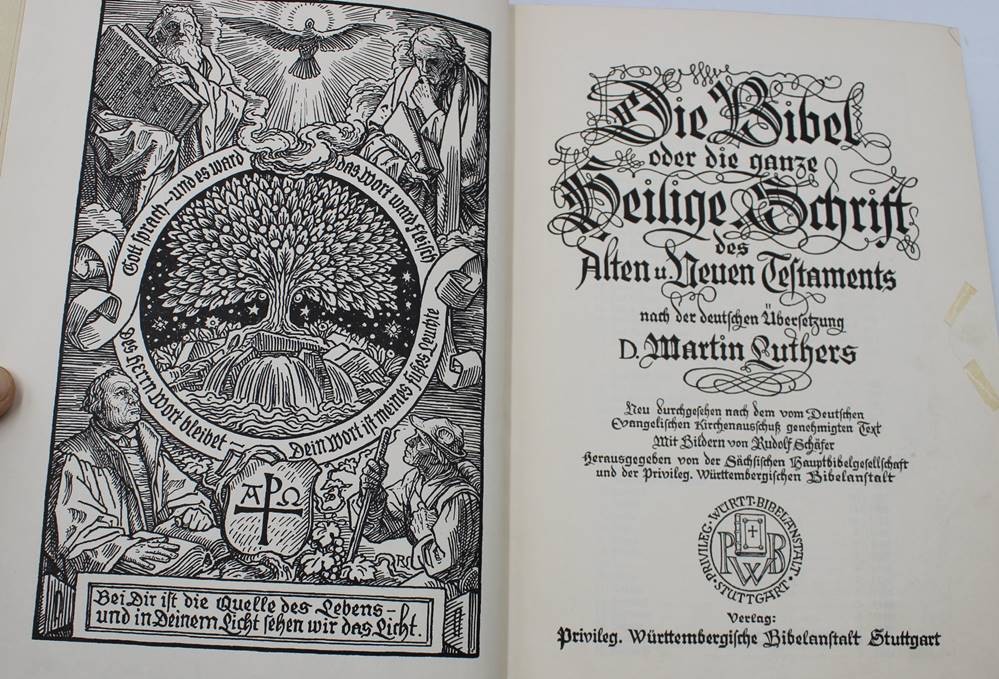 Gott sprach – und es ward
das Wort ward Fleisch
des Herrn Wort bleibet –
Dein Wort ist meines Fußes Leuchte
Α Ω
RS
Bei Dir ist die Quelle des Lebens –
und in Deinem Licht sehen wir das Licht.
Die Bibel
oder die ganze
Heilige Schrift
des
Alten u. Neuen Testaments
nach der deutschen Übersetzung
D. Martin Luthers
Neu durchgesehen nach dem vom Deutschen
Evangelischen Kirchenausschuß genehmigten Text
Mit Bildern von Rudolf Schäfer
Herausgegeben von der Sächsischen Hauptbibelgesellschaft
und der Privileg. Württembergischen Bibelanstalt
PRIVILEG. WÜRTT. BIBELANSTALT
STUTTGART
PWB
Verlag:
Privileg. Württembergische Bibelanstalt Stuttgart